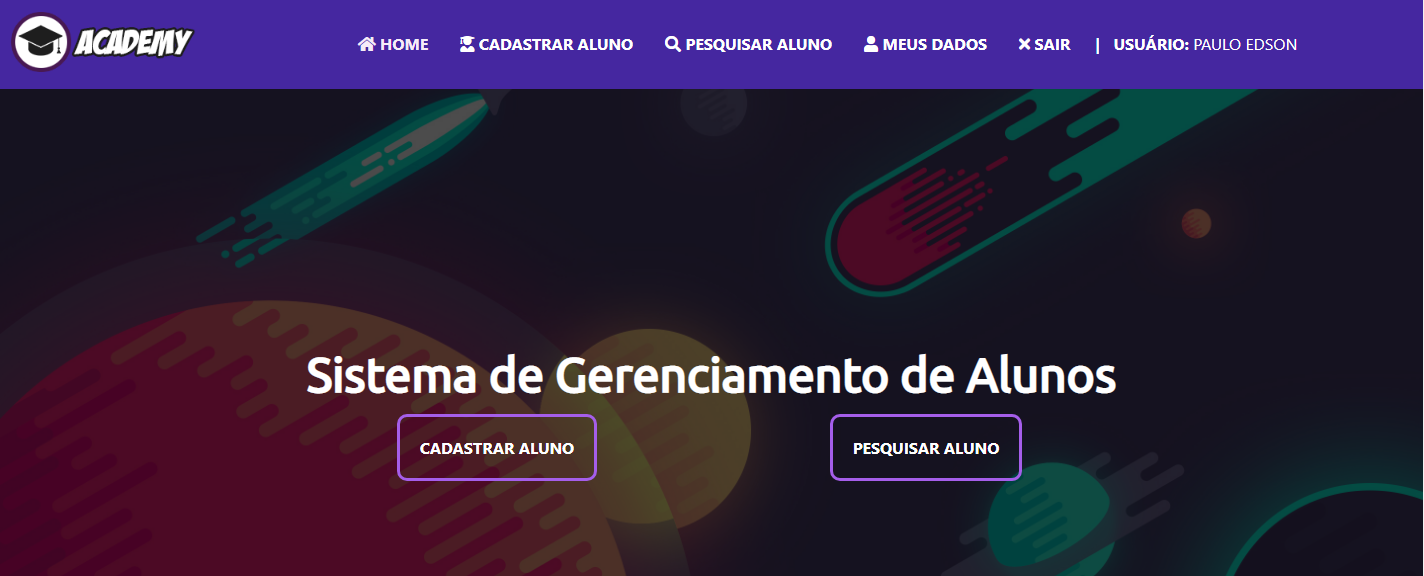 ACADEMY HOME CADASTRAR ALUNO PESQUISAR ALUNO MEUS DADOS SAIR | USUÁRIO: PAULO EDSON
Sistema de Gerenciamento de Alunos
CADASTRAR ALUNO PESQUISAR ALUNO